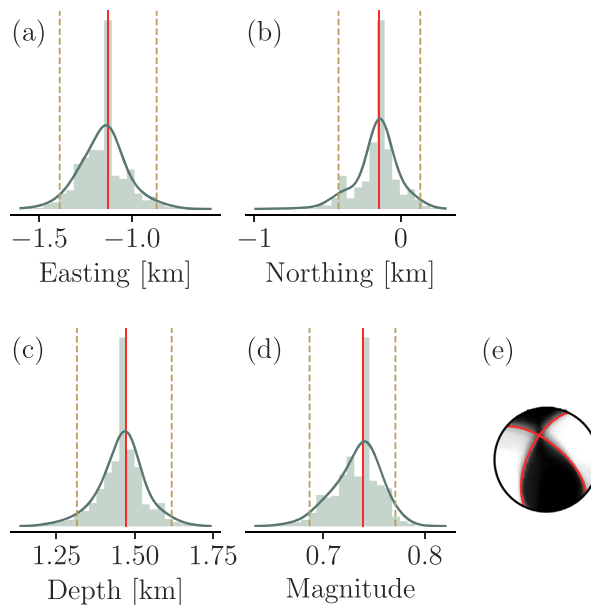 (a)
(b)
−1.5 −1.0
−1 0
Easting [km]
Northing [km]
(c)
(d)
(e)
1.25 1.50 1.75
0.7 0.8
Depth [km]
Magnitude